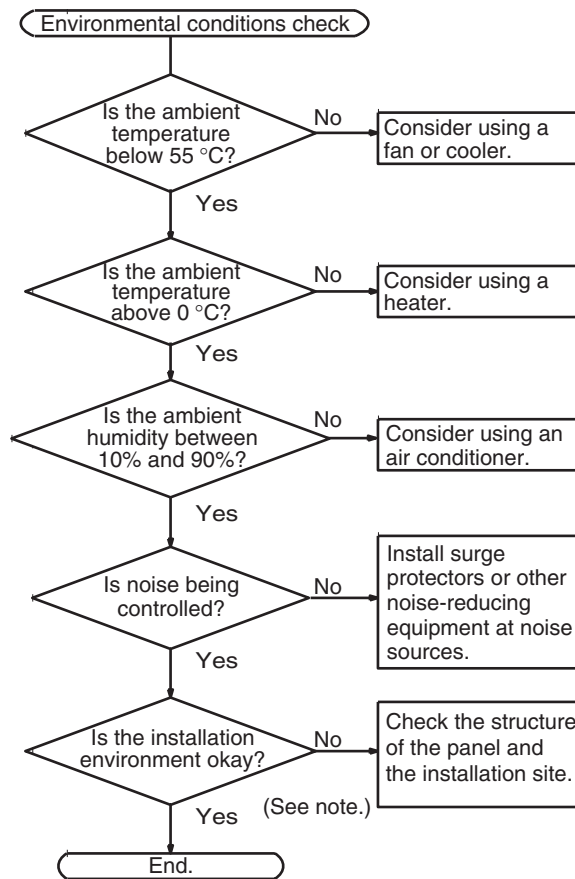 Environmental conditions check
Is the ambient
temperature
below 55 °C?
No
Consider using a
fan or cooler.
Yes
Is the ambient
temperature
above 0 °C?
No
Consider using a
heater.
Yes
Is the ambient
humidity between
10% and 90%?
No
Consider using an
air conditioner.
Yes
Is noise being
controlled?
No
Install surge
protectors or other
noise-reducing
equipment at noise
sources.
Yes
Is the installation
environment okay?
No
Check the structure
of the panel and
the installation site.
(See note.)
Yes
End.